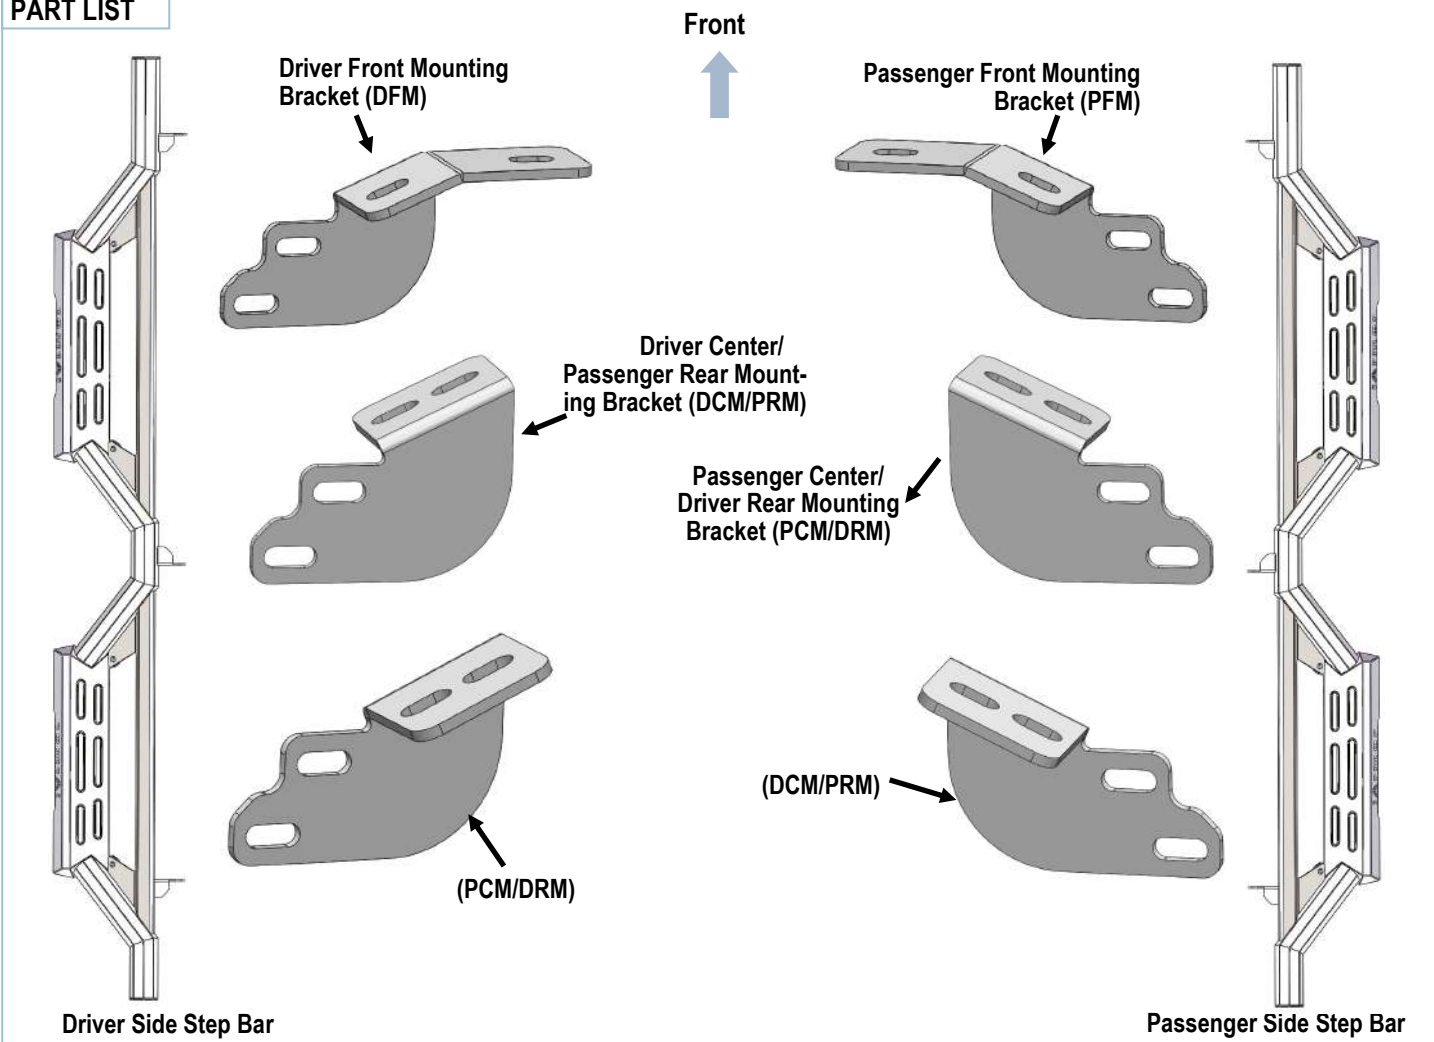 PART LIST
Front
Driver Front Mounting
Bracket (DFM)
Passenger Front Mounting
Bracket (PFM)
Driver Center/
Passenger Rear Mount-
ing Bracket (DCM/PRM)
Passenger Center/
Driver Rear Mounting
Bracket (PCM/DRM)
(DCM/PRM)
(PCM/DRM)
Driver Side Step Bar
Passenger Side Step Bar